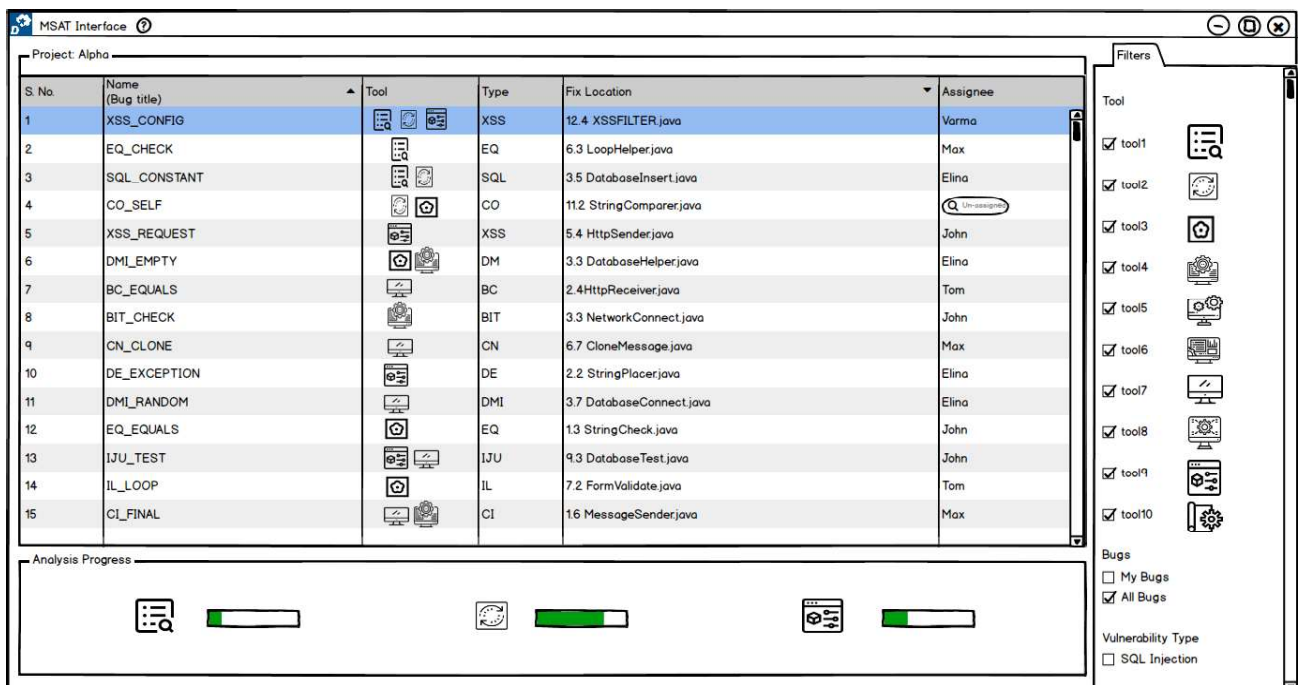 MSAT Interface ?
Project: Alpha
S. No. Name Tool Type Fix Location Assignee
(Bug title)
1 XSS_CONFIG XSS 12.4 XSSFILTER.java Varma
2 EQ_CHECK EQ 6.3 LoopHelper.java Max
3 SQL_CONSTANT SQL 3.5 DatabaseInsert.java Elina
4 CO_SELF CO 11.2 StringComparer.java Un-assigned
5 XSS_REQUEST XSS 5.4 HttpSender.java John
6 DMI_EMPTY DM 3.3 DatabaseHelper.java Elina
7 BC_EQUALS BC 2.4HttpReceiver.java Tom
8 BIT_CHECK BIT 3.3 NetworkConnect.java John
9 CN_CLONE CN 6.7 CloneMessage.java Max
10 DE_EXCEPTION DE 2.2 StringPlacer.java Elina
11 DMI_RANDOM DMI 3.7 DatabaseConnect.java Elina
12 EQ_EQUALS EQ 1.3 StringCheck.java John
13 IJU_TEST IJU 9.3 DatabaseTest.java John
14 IL_LOOP IL 7.2 FormValidate.java Tom
15 CI_FINAL CI 1.6 MessageSender.java Max
Analysis Progress
Filters
Tool
tool1
tool2
tool3
tool4
tool5
tool6
tool7
tool8
tool9
tool10
Bugs
My Bugs
All Bugs
Vulnerability Type
SQL Injection